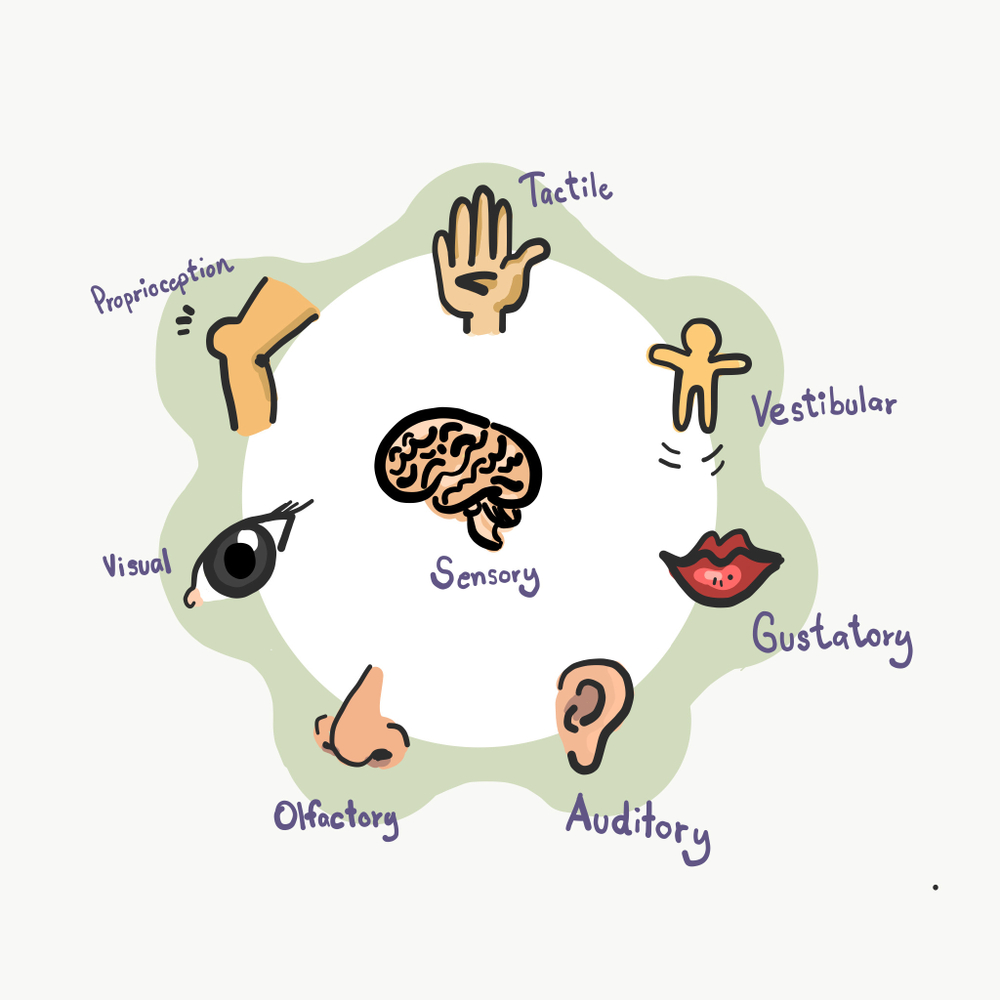 Tactile
Proprioception
Vestibular
Visual
Sensory
Gustatory
Olfactory
Auditory